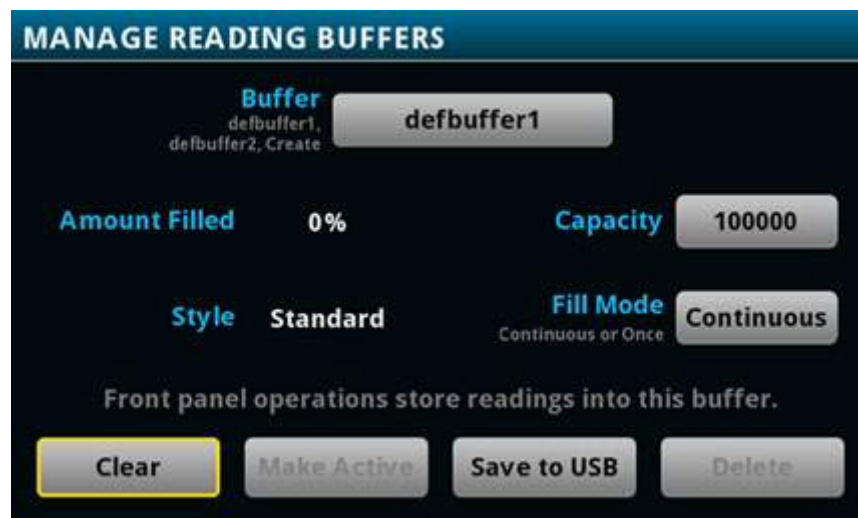 MANAGE READING BUFFERS
Buffer
defbuffer1,
defbuffer2, Create
defbuffer1
Amount Filled 0% Capacity 100000
Style Standard Fill Mode Continuous
Continuous or Once
Front panel operations store readings into this buffer.
Clear Make Active Save to USB Delete